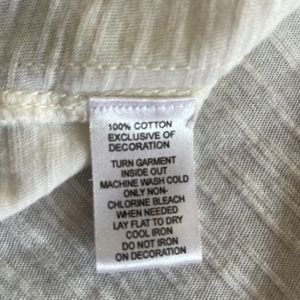 100% COTTON
EXCLUSIVE OF
DECORATION
TURN GARMENT
INSIDE OUT
MACHINE WASH COLD
ONLY NON-
CHLORINE BLEACH
WHEN NEEDED
LAY FLAT TO DRY
COOL IRON
DO NOT IRON
ON DECORATION